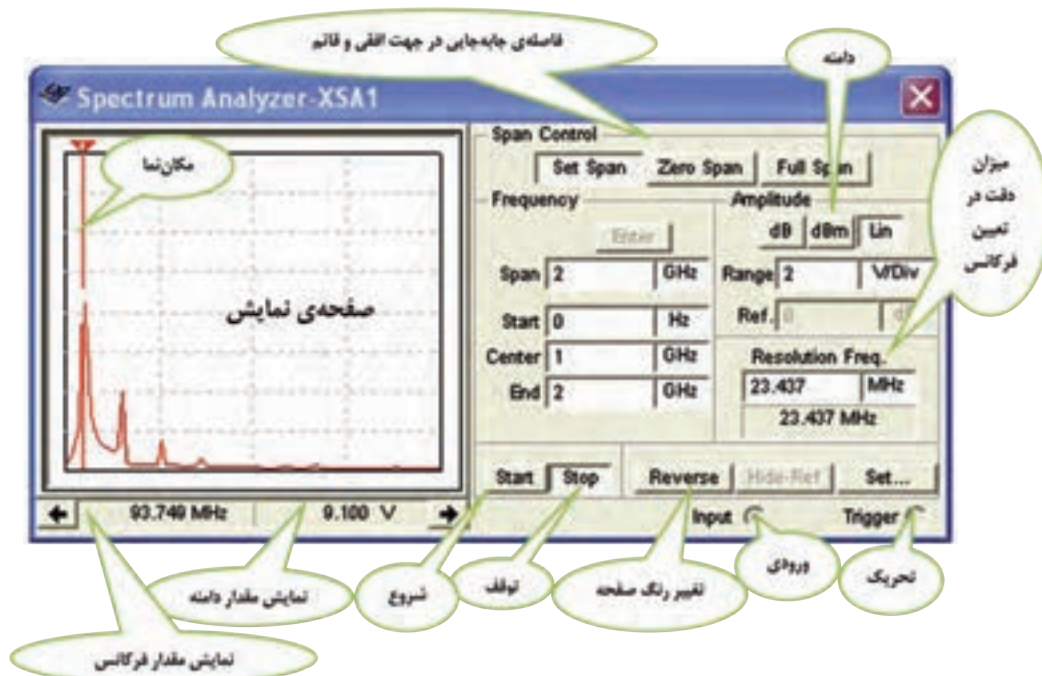 فاصله‌ی جابه‌جایی در جهت افقی و قائم
دامنه
Spectrum Analyzer-XSA1
مکان‌نما
صفحه‌ی نمایش
Span Control
Set Span Zero Span Full Span
میزان
دقت در
تعیین
فرکانس
Frequency
Enter
Span 2 GHz
Start 0 Hz
Center 1 GHz
End 2 GHz
Amplitude
dB dBm Lin
Range 2 V/Div
Ref. 0
Resolution Freq.
23.437 MHz
23.437 MHz
Start Stop Reverse Hide-Ref Set...
93.749 MHz 9.100 V
Input Trigger
نمایش مقدار دامنه
شروع
توقف
تغییر رنگ صفحه
ورودی
تحریک
نمایش مقدار فرکانس